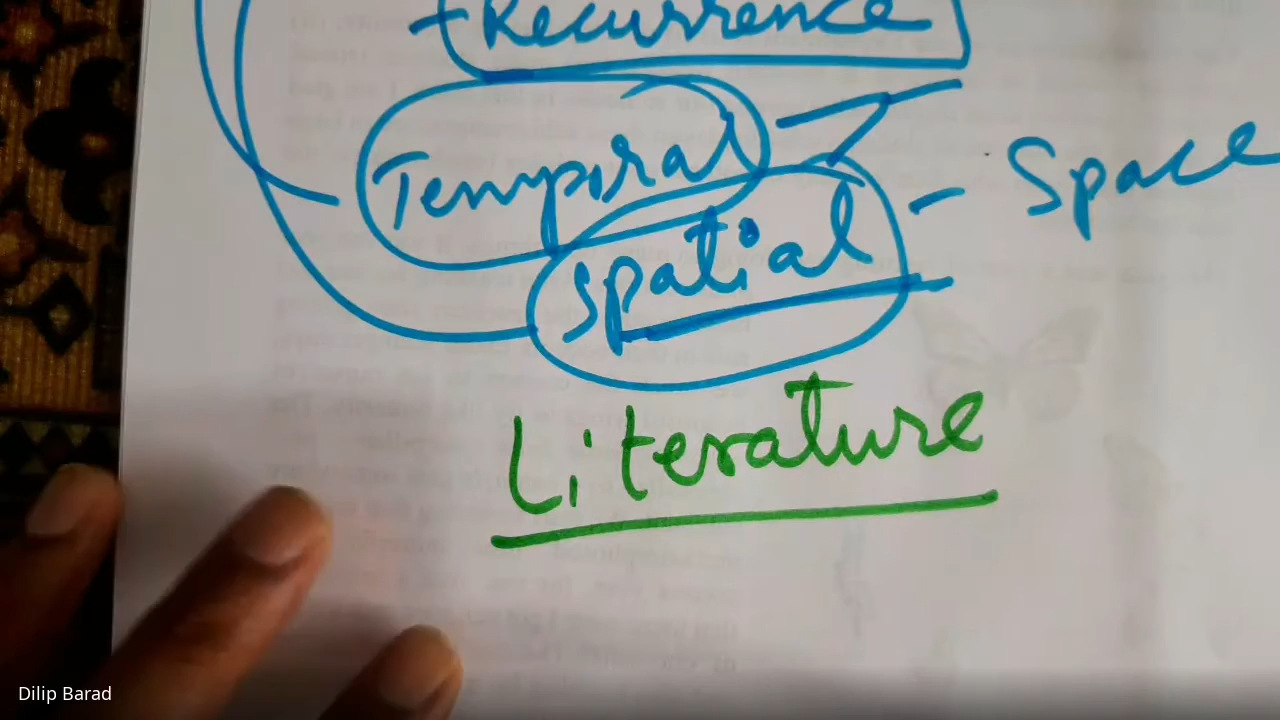 Recurrence
Temporal
Spatial - Space
Literature
Dilip Barad